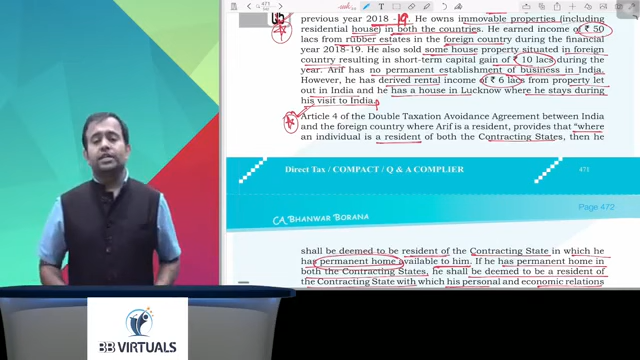 previous year 2018 - 19. He owns immovable properties (including
residential house) in both the countries. He earned income of ₹ 50
lacs from rubber estates in the foreign country during the financial
year 2018-19. He also sold some house property situated in foreign
country resulting in short-term capital gain of ₹ 10 lacs during the
year. Arif has no permanent establishment of business in India.
However, he has derived rental income of ₹ 6 lacs from property let
out in India and he has a house in Lucknow where he stays during
his visit to India.
Article 4 of the Double Taxation Avoidance Agreement between India
and the foreign country where Arif is a resident, provides that "where
an individual is a resident of both the Contracting States, then he
Direct Tax / COMPACT / Q & A COMPLIER
471
CA BHANWAR BORANA
Page 472
shall be deemed to be resident of the Contracting State in which he
has permanent home available to him. If he has permanent home in
both the Contracting States, he shall be deemed to be a resident of
the Contracting State with which his personal and economic relations
BB VIRTUALS